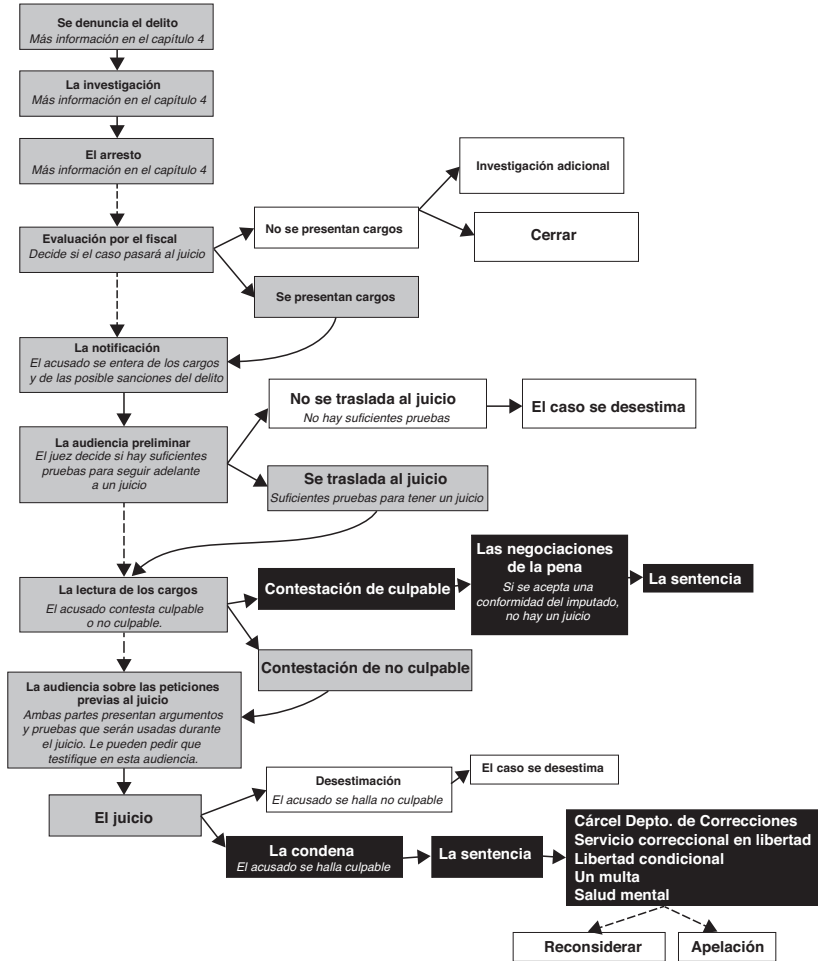 Se denuncia el delito
Más información en el capítulo 4
La investigación
Más información en el capítulo 4
El arresto
Más información en el capítulo 4
Investigación adicional
Evaluación por el fiscal
Decide si el caso pasará al juicio
No se presentan cargos
Cerrar
Se presentan cargos
La notificación
El acusado se entera de los cargos
y de las posible sanciones del delito
No se traslada al juicio
No hay suficientes pruebas
El caso se desestima
La audiencia preliminar
El juez decide si hay suficientes
pruebas para seguir adelante
a un juicio
Se traslada al juicio
Suficientes pruebas para tener un juicio
La lectura de los cargos
El acusado contesta culpable
o no culpable.
Contestación de culpable
Las negociaciones
de la pena
Si se acepta una
conformidad del imputado,
no hay un juicio
La sentencia
Contestación de no culpable
La audiencia sobre las peticiones
previas al juicio
Ambas partes presentan argumentos
y pruebas que serán usadas durante
el juicio. Le pueden pedir que
testifique en esta audiencia.
Desestimación
El acusado se halla no culpable
El caso se desestima
El juicio
La condena
El acusado se halla culpable
La sentencia
Cárcel Depto. de Correcciones
Servicio correccional en libertad
Libertad condicional
Un multa
Salud mental
Reconsiderar
Apelación